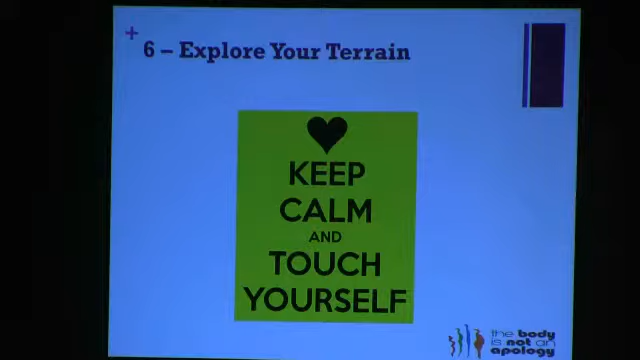 +
6 – Explore Your Terrain
KEEP
CALM
AND
TOUCH
YOURSELF
the body
is not an
apology